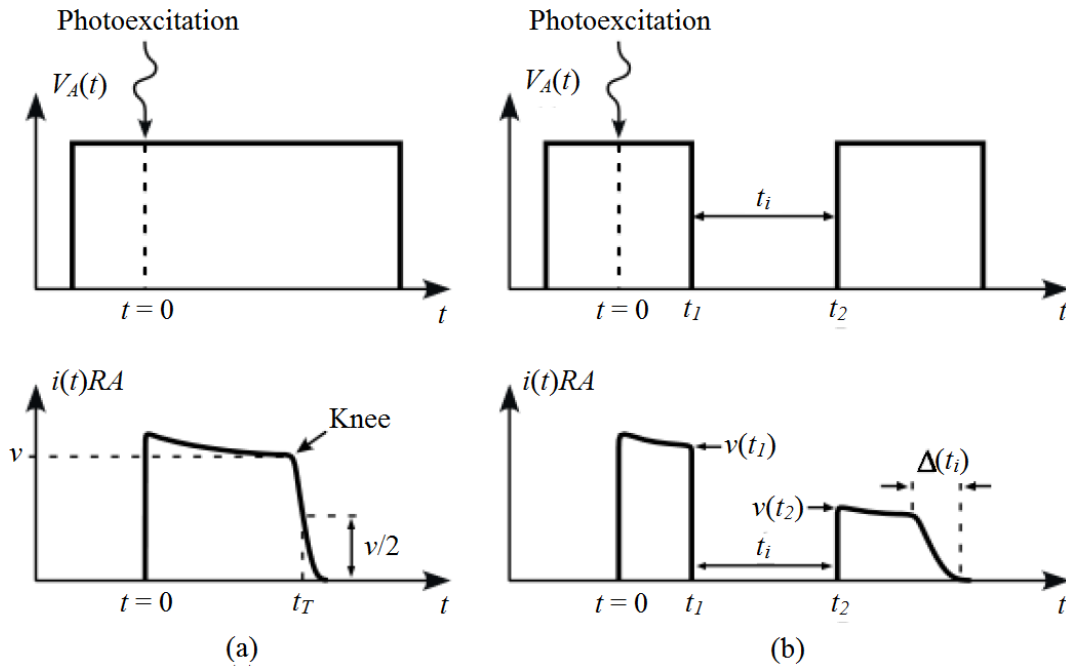 Photoexcitation
V_A(t)
t = 0
t
i(t)RA
Knee
v
v/2
t = 0
t_T
t
(a)
Photoexcitation
V_A(t)
t_i
t = 0
t_1
t_2
t
i(t)RA
v(t_1)
Δ(t_i)
v(t_2)
t_i
t = 0
t_1
t_2
t
(b)